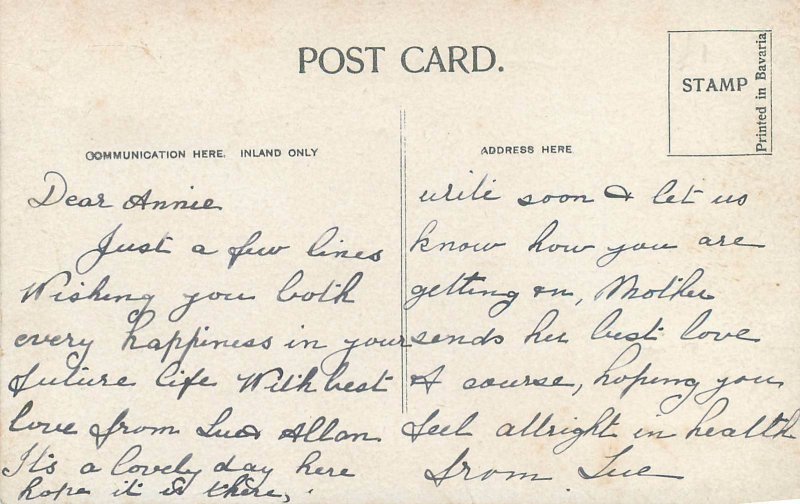 POST CARD.
STAMP
Printed in Bavaria
COMMUNICATION HERE. INLAND ONLY
ADDRESS HERE
Dear Annie
Just a few lines
Wishing you both
every happiness in your
future life With best
love from Lu & Allan
It's a lovely day here
hope it is there,
write soon & let us
know how you are
getting on, Mother
sends her best love
& course, hoping you
feel allright in health
from Lue